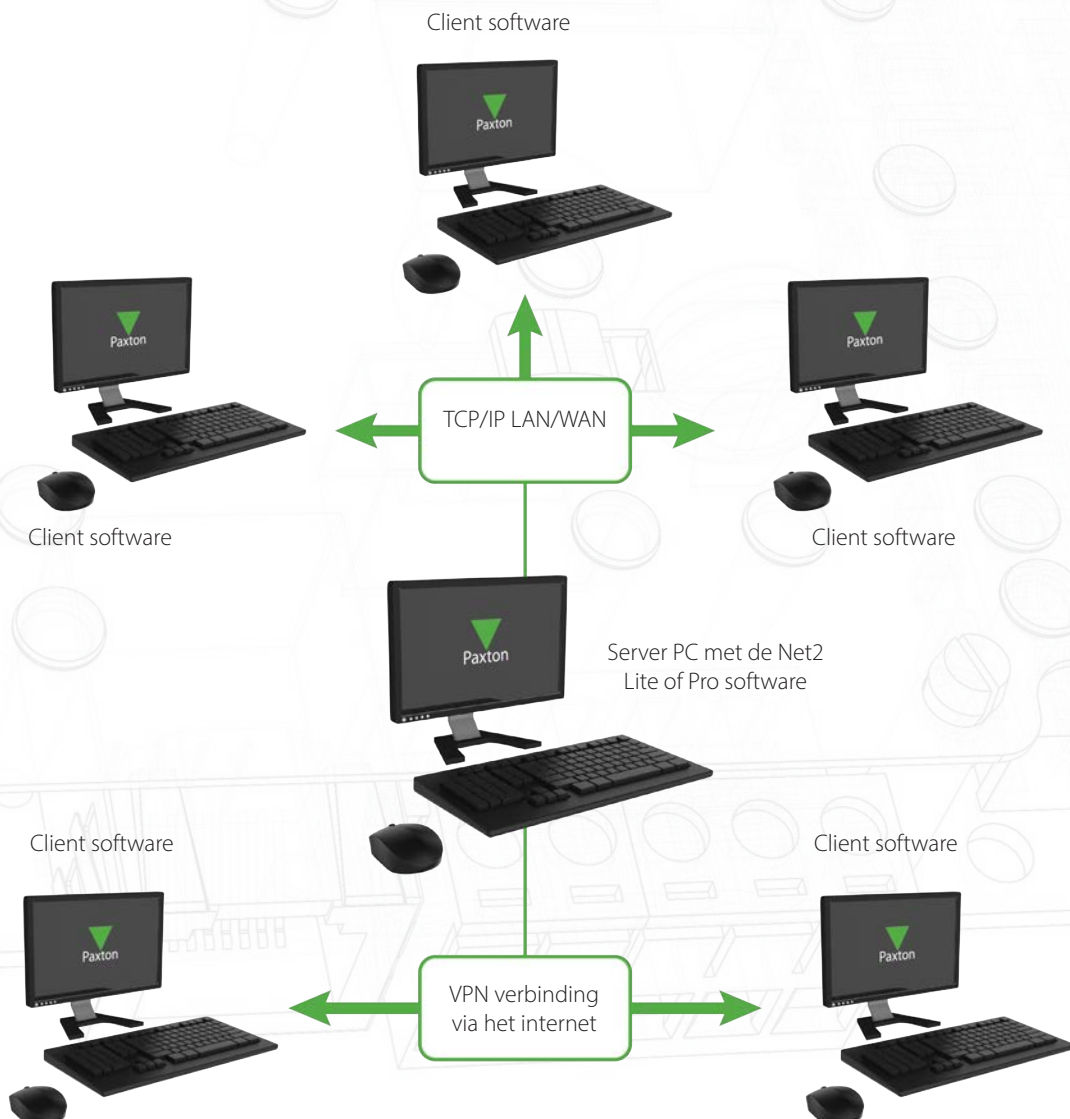 Client software
Paxton
Paxton
Paxton
TCP/IP LAN/WAN
Client software
Client software
Paxton
Server PC met de Net2
Lite of Pro software
Client software
Client software
Paxton
Paxton
VPN verbinding
via het internet